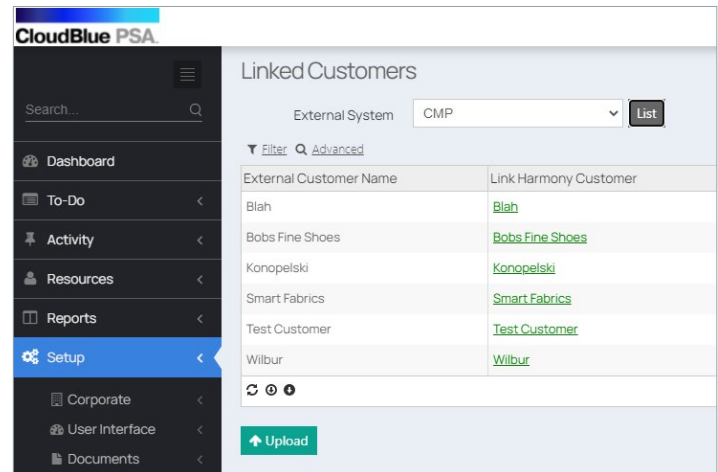 CloudBlue PSA.
Search...
Dashboard
To-Do
Activity
Resources
Reports
Setup
Corporate
User Interface
Documents
Linked Customers
External System CMP List
Filter Advanced
External Customer Name Link Harmony Customer
Blah Blah
Bobs Fine Shoes Bobs Fine Shoes
Konopelski Konopelski
Smart Fabrics Smart Fabrics
Test Customer Test Customer
Wilbur Wilbur
Upload